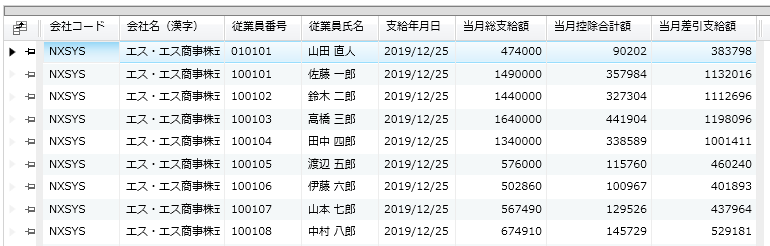 会社コード 会社名（漢字） 従業員番号 従業員氏名 支給年月日 当月総支給額 当月控除合計額 当月差引支給額
NXSYS エス・エス商事株式 010101 山田 直人 2019/12/25 474000 90202 383798
NXSYS エス・エス商事株式 100101 佐藤 一郎 2019/12/25 1490000 357984 1132016
NXSYS エス・エス商事株式 100102 鈴木 二郎 2019/12/25 1440000 327304 1112696
NXSYS エス・エス商事株式 100103 高橋 三郎 2019/12/25 1640000 441904 1198096
NXSYS エス・エス商事株式 100104 田中 四郎 2019/12/25 1340000 338589 1001411
NXSYS エス・エス商事株式 100105 渡辺 五郎 2019/12/25 576000 115760 460240
NXSYS エス・エス商事株式 100106 伊藤 六郎 2019/12/25 502860 100967 401893
NXSYS エス・エス商事株式 100107 山本 七郎 2019/12/25 567490 129526 437964
NXSYS エス・エス商事株式 100108 中村 八郎 2019/12/25 674910 145729 529181